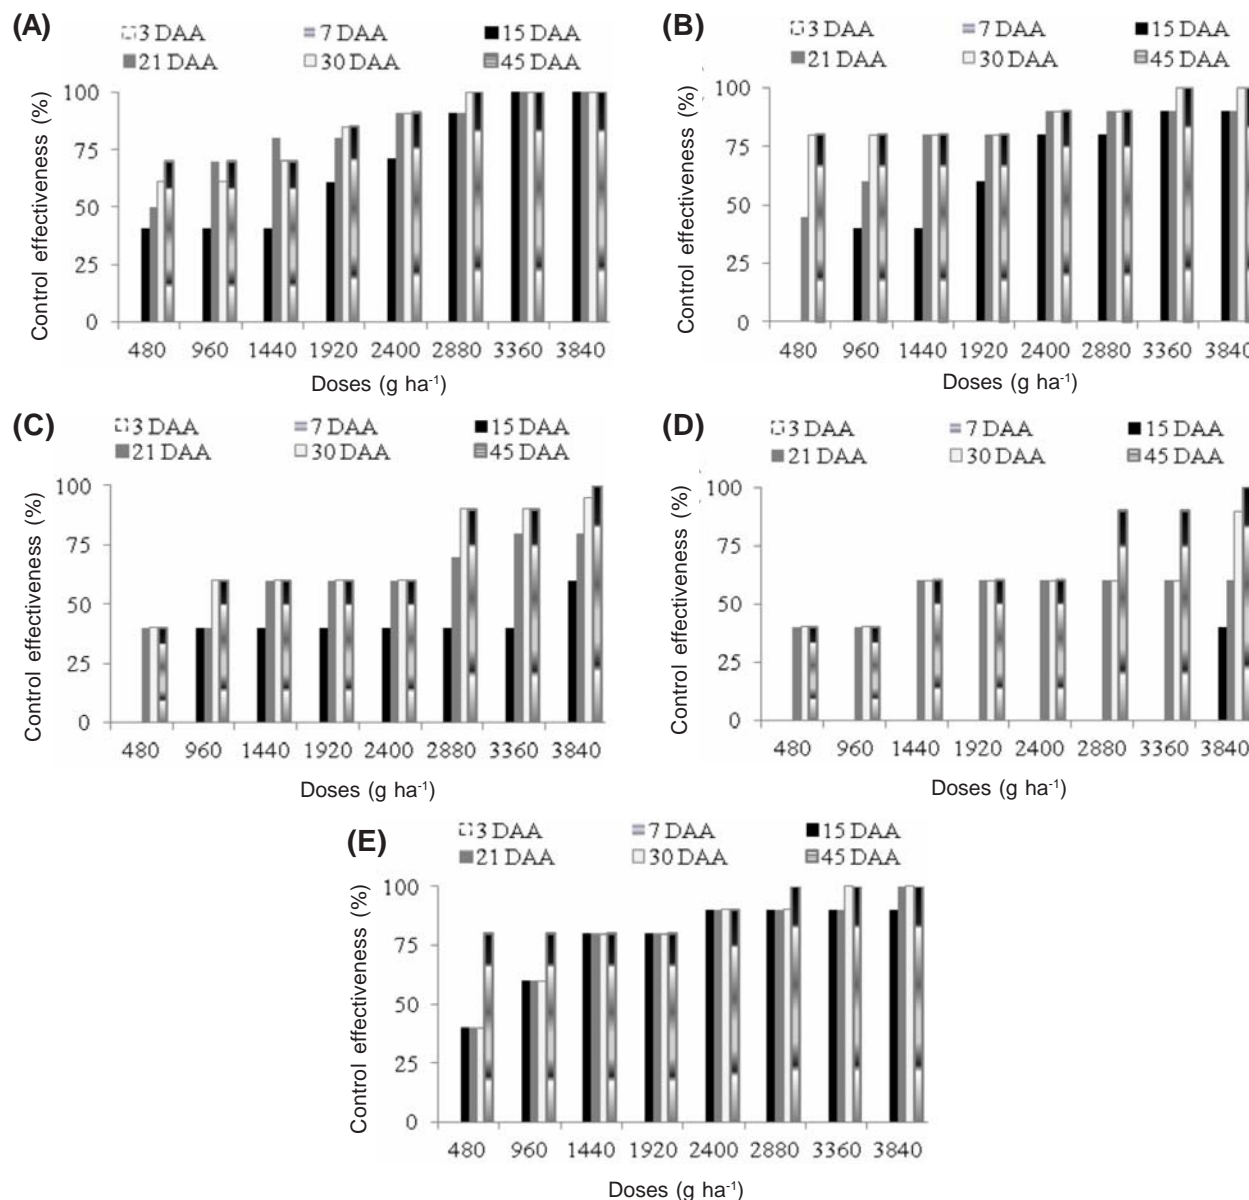 (A)
3 DAA 7 DAA 15 DAA
21 DAA 30 DAA 45 DAA
Control effectiveness (%)
100
75
50
25
0
480 960 1440 1920 2400 2880 3360 3840
Doses (g ha⁻¹)
(B)
3 DAA 7 DAA 15 DAA
21 DAA 30 DAA 45 DAA
Control effectiveness (%)
100
75
50
25
0
480 960 1440 1920 2400 2880 3360 3840
Doses (g ha⁻¹)
(C)
3 DAA 7 DAA 15 DAA
21 DAA 30 DAA 45 DAA
Control effectiveness (%)
100
75
50
25
0
480 960 1440 1920 2400 2880 3360 3840
Doses (g ha⁻¹)
(D)
3 DAA 7 DAA 15 DAA
21 DAA 30 DAA 45 DAA
Control effectiveness (%)
100
75
50
25
0
480 960 1440 1920 2400 2880 3360 3840
Doses (g ha⁻¹)
(E)
3 DAA 7 DAA 15 DAA
21 DAA 30 DAA 45 DAA
Control effectiveness (%)
100
75
50
25
0
480 960 1440 1920 2400 2880 3360 3840
Doses (g ha⁻¹)